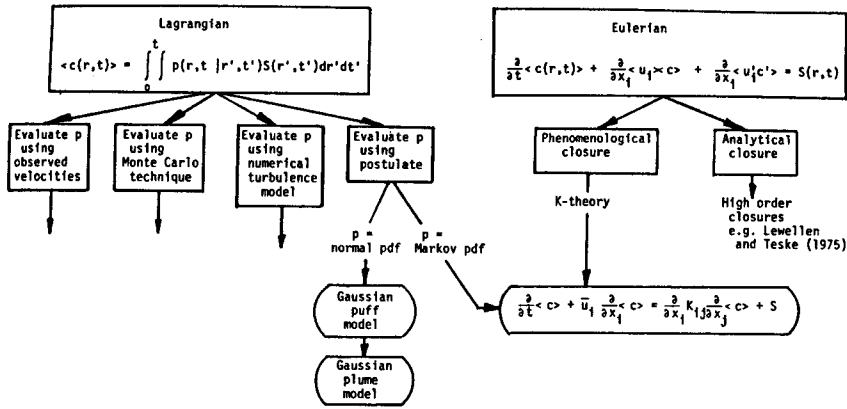 Lagrangian
t
<c(r,t)> = ∫∫ p(r,t |r',t')S(r',t')dr'dt'
o
Eulerian
∂/∂t <c(r,t)> + ∂/∂x_i <u_i><c> + ∂/∂x_i <u_i'c'> = S(r,t)
Evaluate p
using
observed
velocities
Evaluate p
using
Monte Carlo
technique
Evaluate p
using
numerical
turbulence
model
Evaluate p
using
postulate
Phenomenological
closure
Analytical
closure
K-theory
High order
closures
e.g. Lewellen
and Teske (1975)
p =
normal pdf
p =
Markov pdf
Gaussian
puff
model
∂/∂t <c> + ū_i ∂/∂x_i <c> = ∂/∂x_i K_ij ∂/∂x_j <c> + S
Gaussian
plume
model